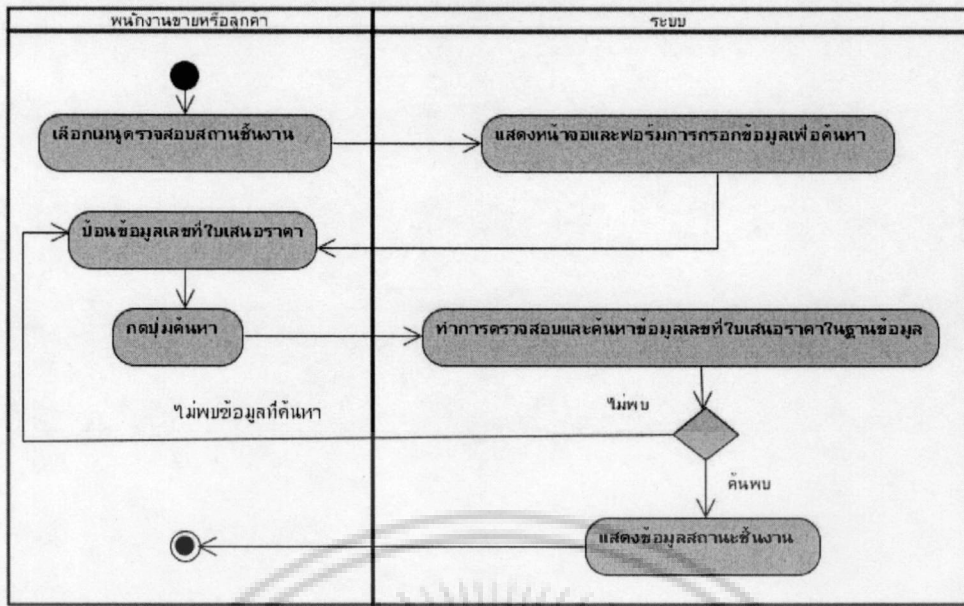 พนักงานขายหรือลูกค้า
ระบบ
เลือกเมนูตรวจสอบสถานชิ้นงาน
แสดงหน้าจอและฟอร์มการกรอกข้อมูลเพื่อค้นหา
ป้อนข้อมูลเลขที่ใบเสนอราคา
กดปุ่มค้นหา
ทำการตรวจสอบและค้นหาข้อมูลเลขที่ใบเสนอราคาในฐานข้อมูล
ไม่พบข้อมูลที่ค้นหา
ไม่พบ
ค้นพบ
แสดงข้อมูลสถานะชิ้นงาน